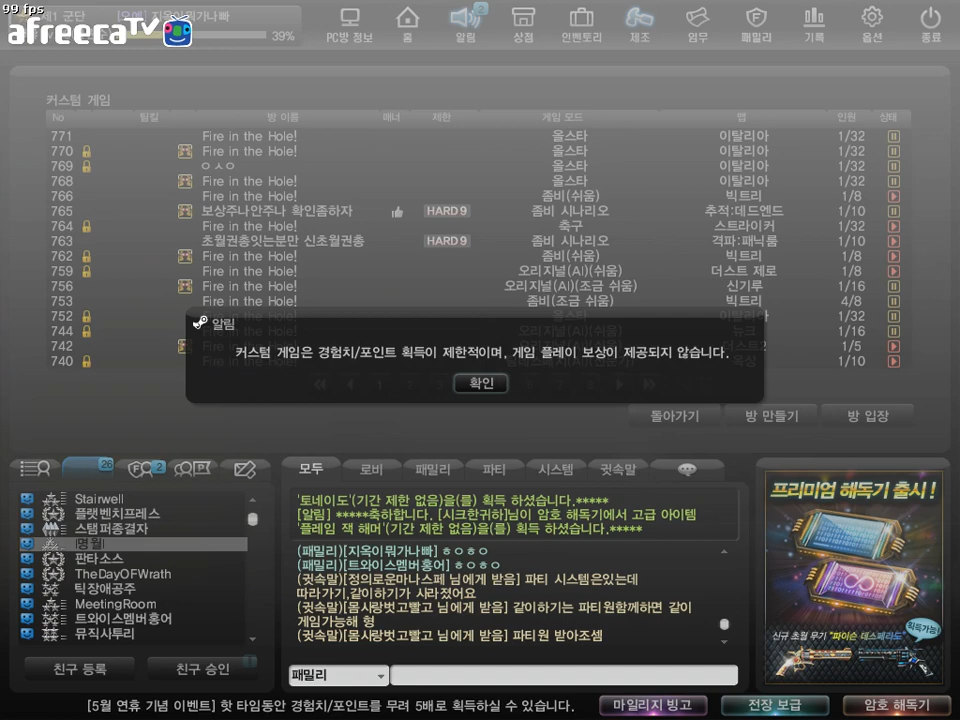 99 fps
afreecaTV
지옥이뭐가나빠
39%
PC방 정보
홈
2
알림
상점
인벤토리
제조
임무
패밀리
기록
옵션
종료
커스텀 게임
No 팀킬 방 이름 매너 제한 게임 모드 맵 인원 상태
771 Fire in the Hole! 올스타 이탈리아 1/32
770 Fire in the Hole! 올스타 이탈리아 1/32
769 ㅇㅅㅇ 올스타 이탈리아 1/32
768 Fire in the Hole! 올스타 이탈리아 1/32
766 Fire in the Hole! 좀비(쉬움) 빅트리 1/8
765 보상주나안주나 확인좀하자 HARD 9 좀비 시나리오 추적:데드엔드 1/10
764 Fire in the Hole! 축구 스트라이커 1/32
763 초월권총잇는분만 신초월권총 HARD 9 좀비 시나리오 격파:패닉룸 1/10
762 Fire in the Hole! 좀비(쉬움) 빅트리 1/8
759 Fire in the Hole! 오리지널(AI)(쉬움) 더스트 제로 1/8
756 Fire in the Hole! 오리지널(AI)(조금 쉬움) 신기루 1/16
753 Fire in the Hole! 좀비(조금 쉬움) 빅트리 4/8
752 1/32
744 1/16
742 1/5
740 1/10
알림
커스텀 게임은 경험치/포인트 획득이 제한적이며, 게임 플레이 보상이 제공되지 않습니다.
확인
돌아가기
방 만들기
방 입장
26
2
Stairwell
플랫벤치프레스
스탬퍼종결자
|명월|
판타소스
TheDayOfWrath
틱장애공주
MeetingRoom
트와이스멤버홍어
뮤직사투리
친구 등록
친구 승인
1
모두
로비
패밀리
파티
시스템
귓속말
'토네이도'(기간 제한 없음)을(를) 획득 하셨습니다.*****
[알림] *****축하합니다. [시크한귀하]님이 암호 해독기에서 고급 아이템
'플레임 잭 해머'(기간 제한 없음)을(를) 획득 하셨습니다.*****
(패밀리)[지옥이뭐가나빠] ㅎㅇㅎㅇ
(패밀리)[트와이스멤버홍어] ㅎㅇㅎㅇ
(귓속말)[정의로운마나스페 님에게 받음] 파티 시스템은있는데
따라가기,같이하기가 사라졌어요
(귓속말)[몸사랑벗고빨고 님에게 받음] 같이하기는 파티원함께하면 같이
게임가능해 형
(귓속말)[몸사랑벗고빨고 님에게 받음] 파티원 받아조셈
패밀리
프리미엄 해독기 출시!
획득가능!
신규 초월 무기 "파이슨 데스페라도"
[5월 연휴 기념 이벤트] 핫 타임동안 경험치/포인트를 무려 5배로 획득하실 수 있습니다.
마일리지 빙고
전장 보급
암호 해독기